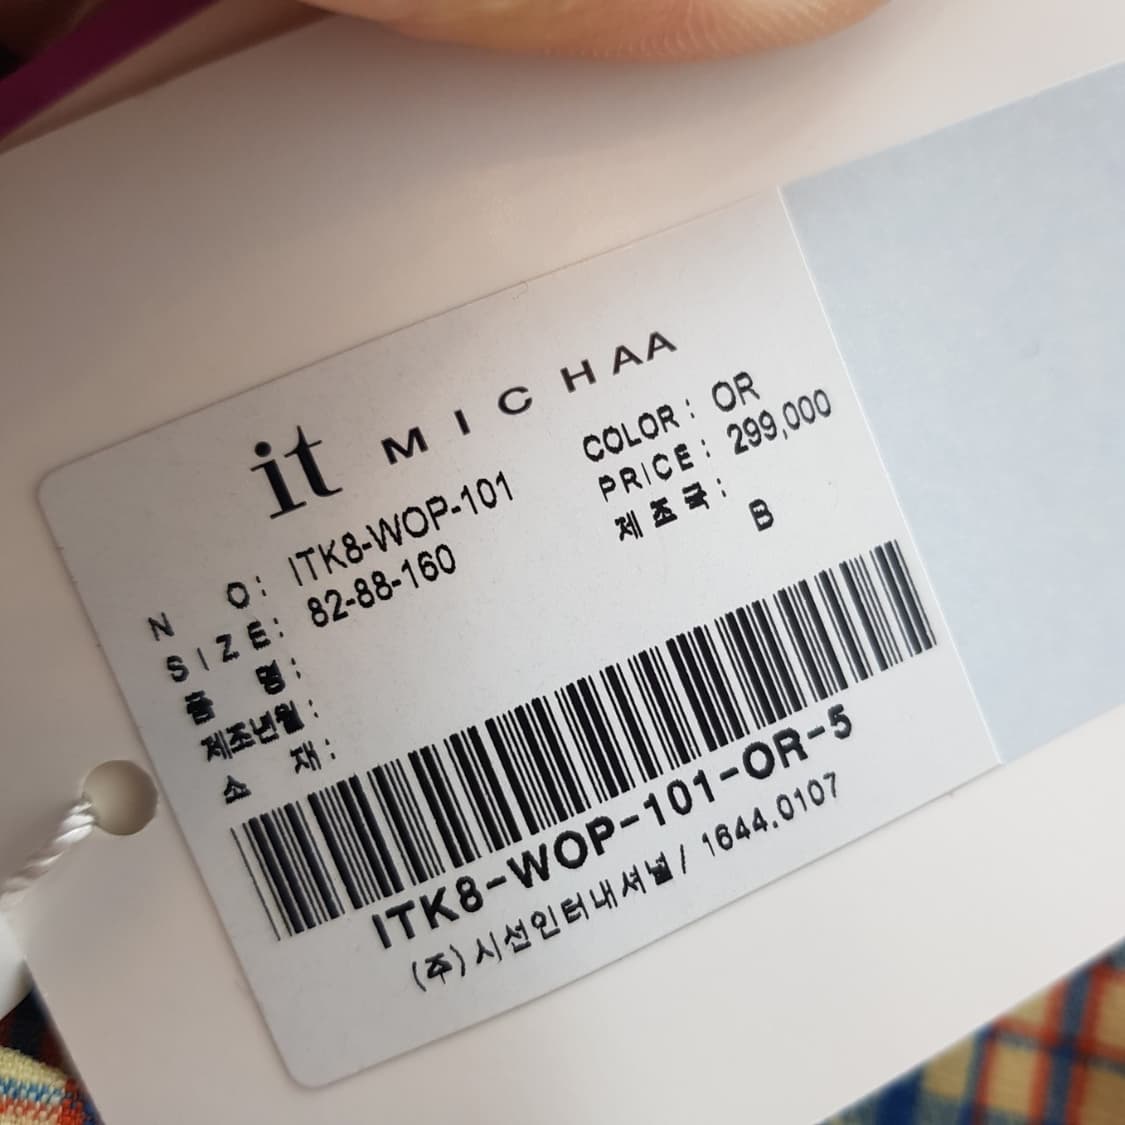 it MICHAA
NO: ITK8-WOP-101
COLOR: OR
SIZE: 82-88-160
PRICE: 299,000
품명:
제조국:
B
제조년월:
소재:
ITK8-WOP-101-OR-5
(주)시선인터내셔널/ 1644.0107